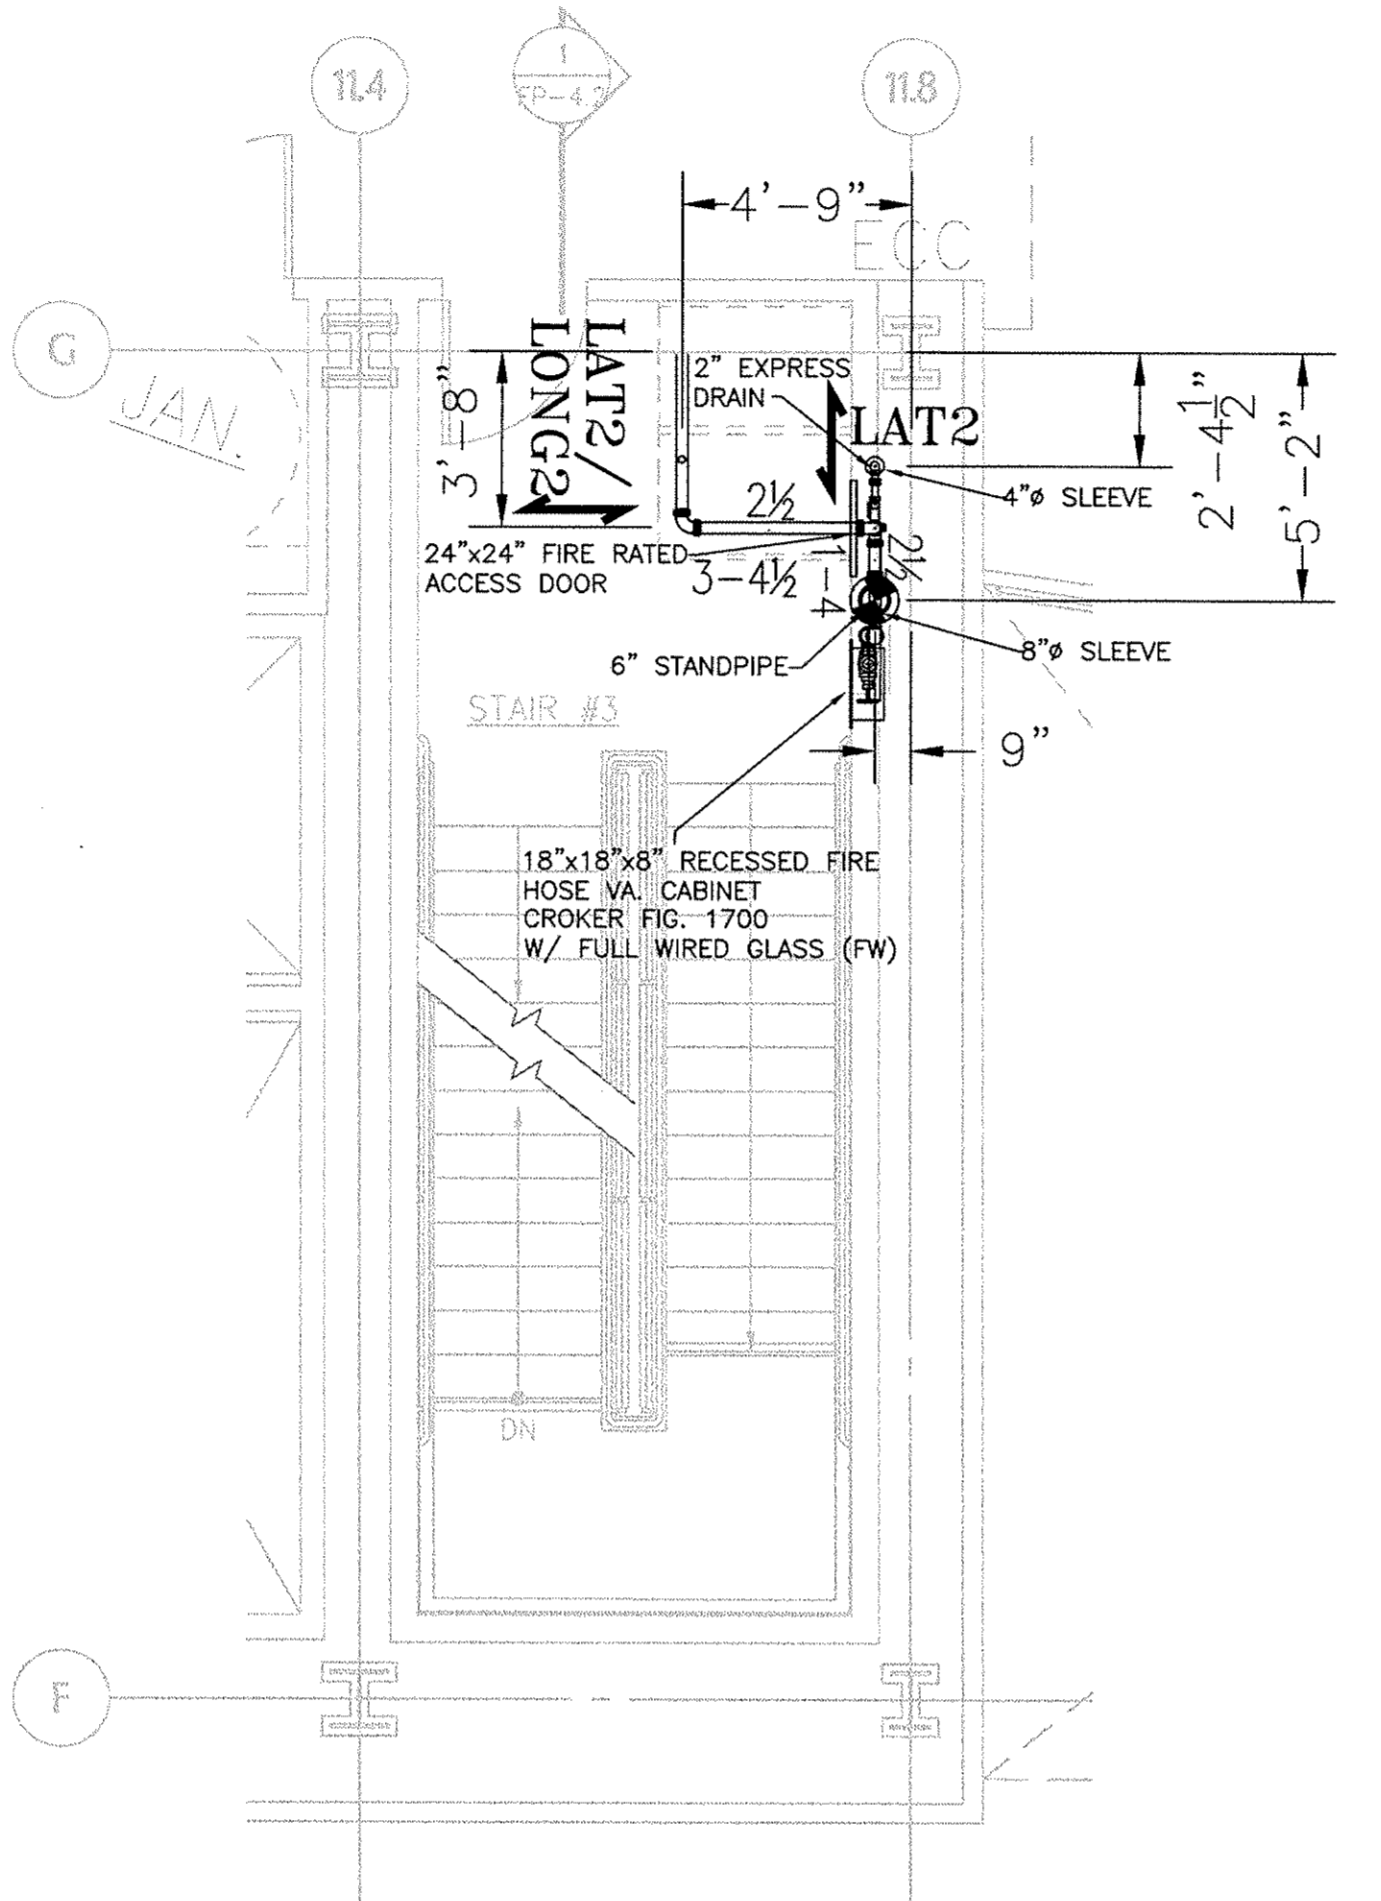 11.4
1
FP-4.2
11.8
4'-9"
ECC
G
JAN.
3'-8"
LAT2/
LONG2
2" EXPRESS
DRAIN
LAT2
2'-4 1/2"
5'-2"
4"ø SLEEVE
2½
24"x24" FIRE RATED
ACCESS DOOR
3-4½
1-4
2½
6" STANDPIPE
8"ø SLEEVE
STAIR #3
9"
18"x18"x8" RECESSED FIRE
HOSE VA. CABINET
CROKER FIG. 1700
W/ FULL WIRED GLASS (FW)
DN
F